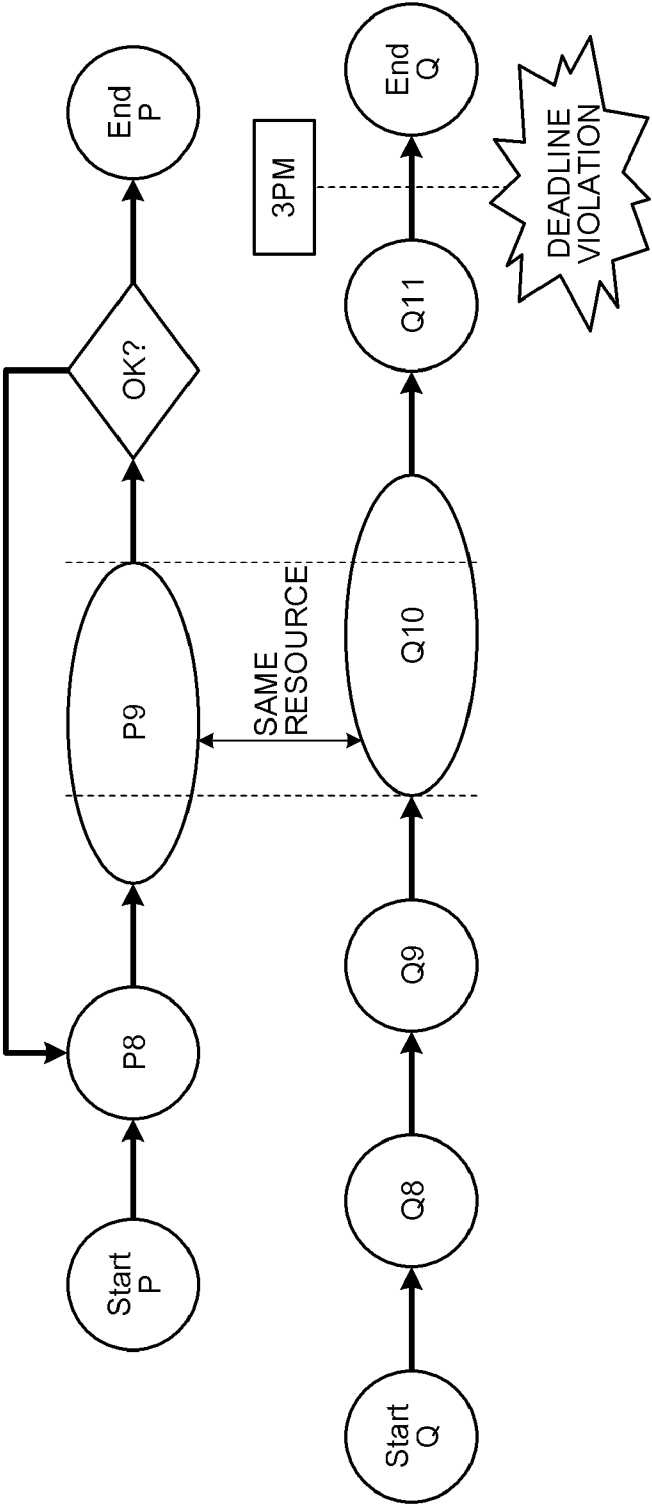 Start
P
P8
P9
OK?
End
P
SAME
RESOURCE
3PM
Start
Q
Q8
Q9
Q10
Q11
End
Q
DEADLINE
VIOLATION